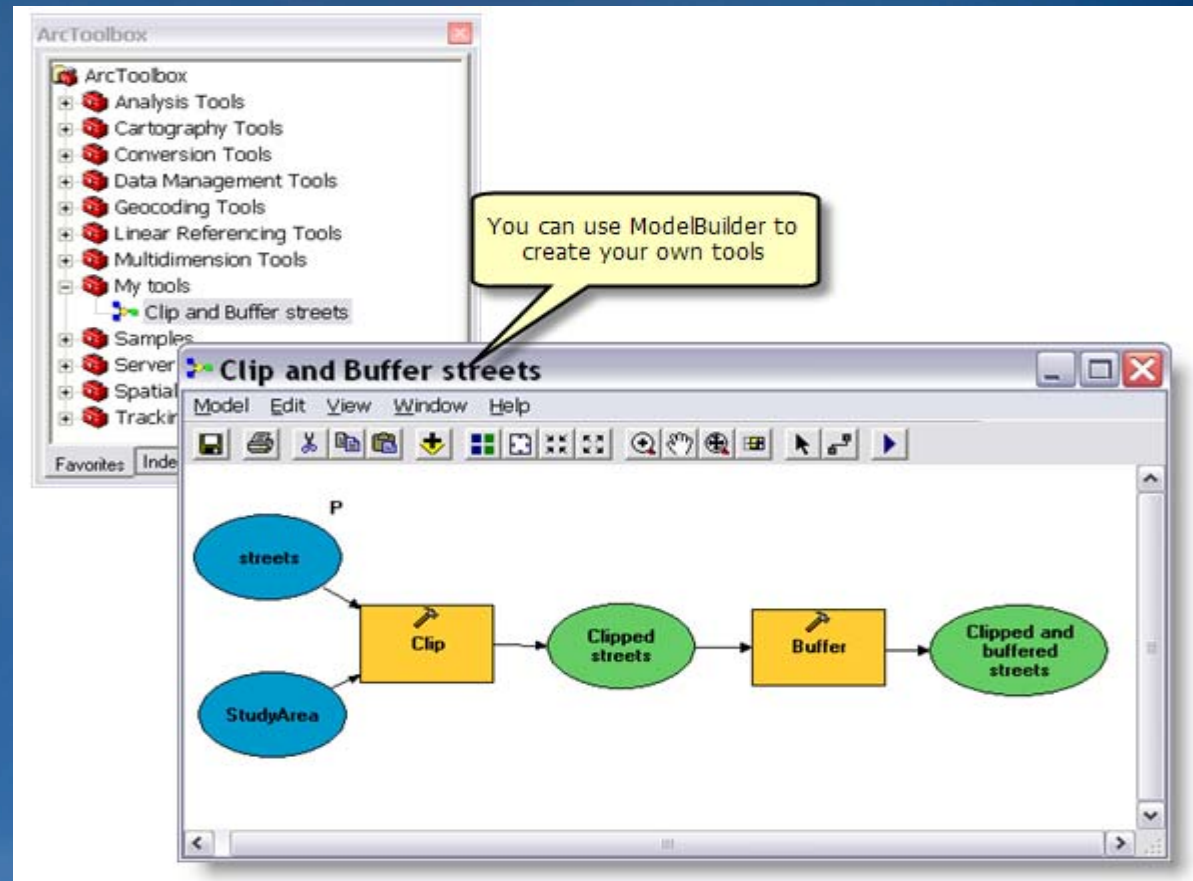 ArcToolbox
ArcToolbox
Analysis Tools
Cartography Tools
Conversion Tools
Data Management Tools
Geocoding Tools
Linear Referencing Tools
Multidimension Tools
My tools
Clip and Buffer streets
Samples
Server
Spatial
Favorites
You can use ModelBuilder to
create your own tools
Clip and Buffer streets
Model Edit View Window Help
P
streets
StudyArea
Clip
Clipped
streets
Buffer
Clipped and
buffered
streets